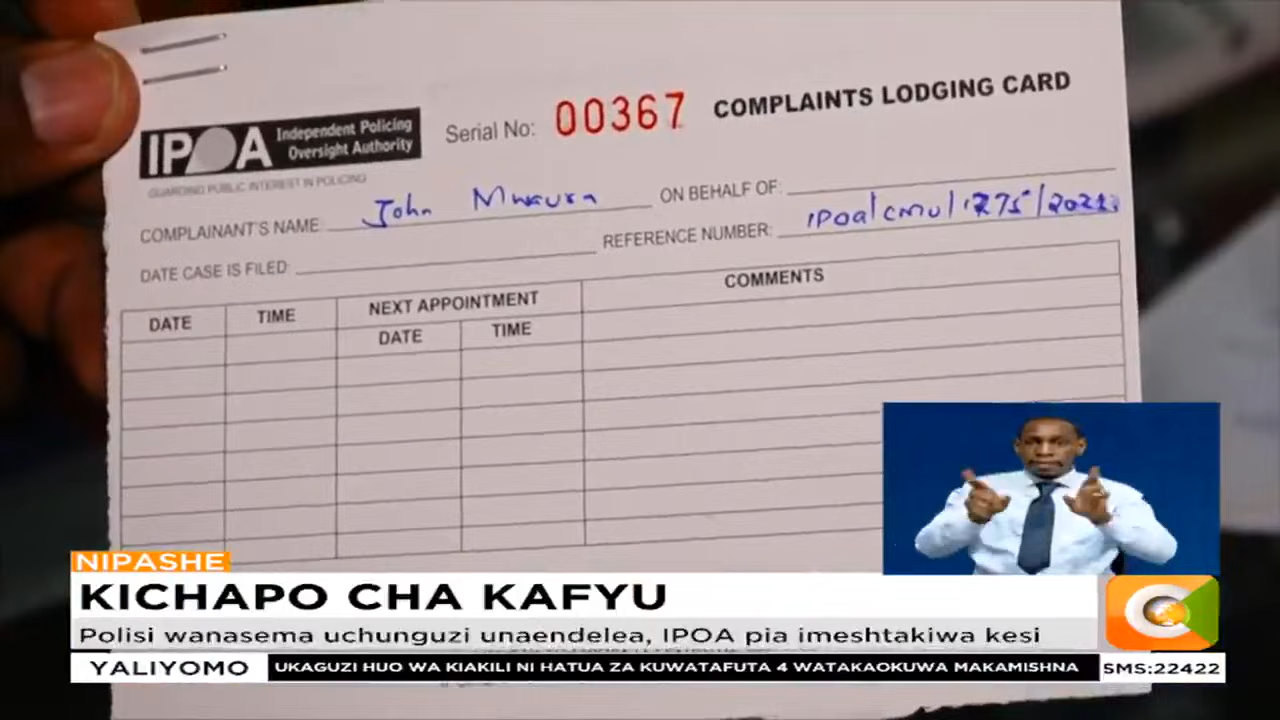 IPOA Independent Policing
Oversight Authority
GUARDING PUBLIC INTEREST IN POLICING
Serial No: 00367 COMPLAINTS LODGING CARD
COMPLAINANT'S NAME: John Mwaura ON BEHALF OF:
DATE CASE IS FILED: REFERENCE NUMBER: IPOA/CMU/1275/2021
DATE TIME NEXT APPOINTMENT COMMENTS
DATE TIME
NIPASHE
KICHAPO CHA KAFYU
Polisi wanasema uchunguzi unaendelea, IPOA pia imeshtakiwa kesi
YALIYOMO UKAGUZI HUO WA KIAKILI NI HATUA ZA KUWATAFUTA 4 WATAKAOKUWA MAKAMISHNA SMS:22422